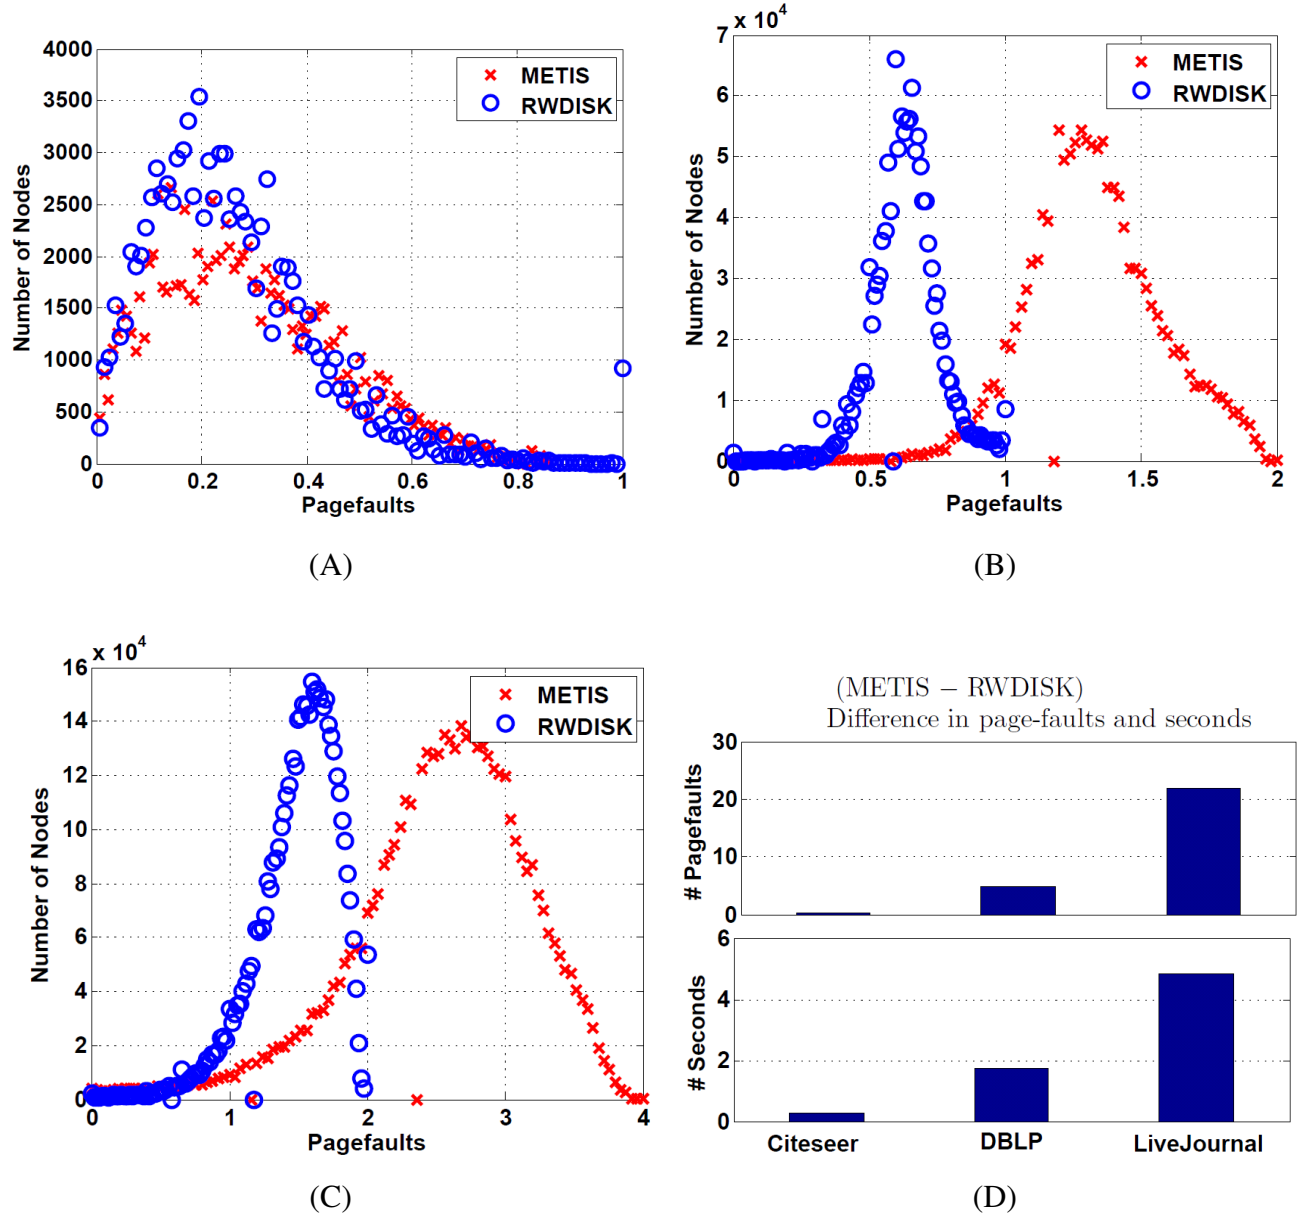 4000
3500
3000
2500
2000
1500
1000
500
0
Number of Nodes
METIS
RWDISK
0 0.2 0.4 0.6 0.8 1
Pagefaults
(A)
x 10^4
7
6
5
4
3
2
1
0
Number of Nodes
METIS
RWDISK
0 0.5 1 1.5 2
Pagefaults
(B)
x 10^4
16
14
12
10
8
6
4
2
0
Number of Nodes
METIS
RWDISK
0 1 2 3 4
Pagefaults
(C)
(METIS − RWDISK)
Difference in page-faults and seconds
30
20
10
0
# Pagefaults
6
4
2
0
# Seconds
Citeseer DBLP LiveJournal
(D)